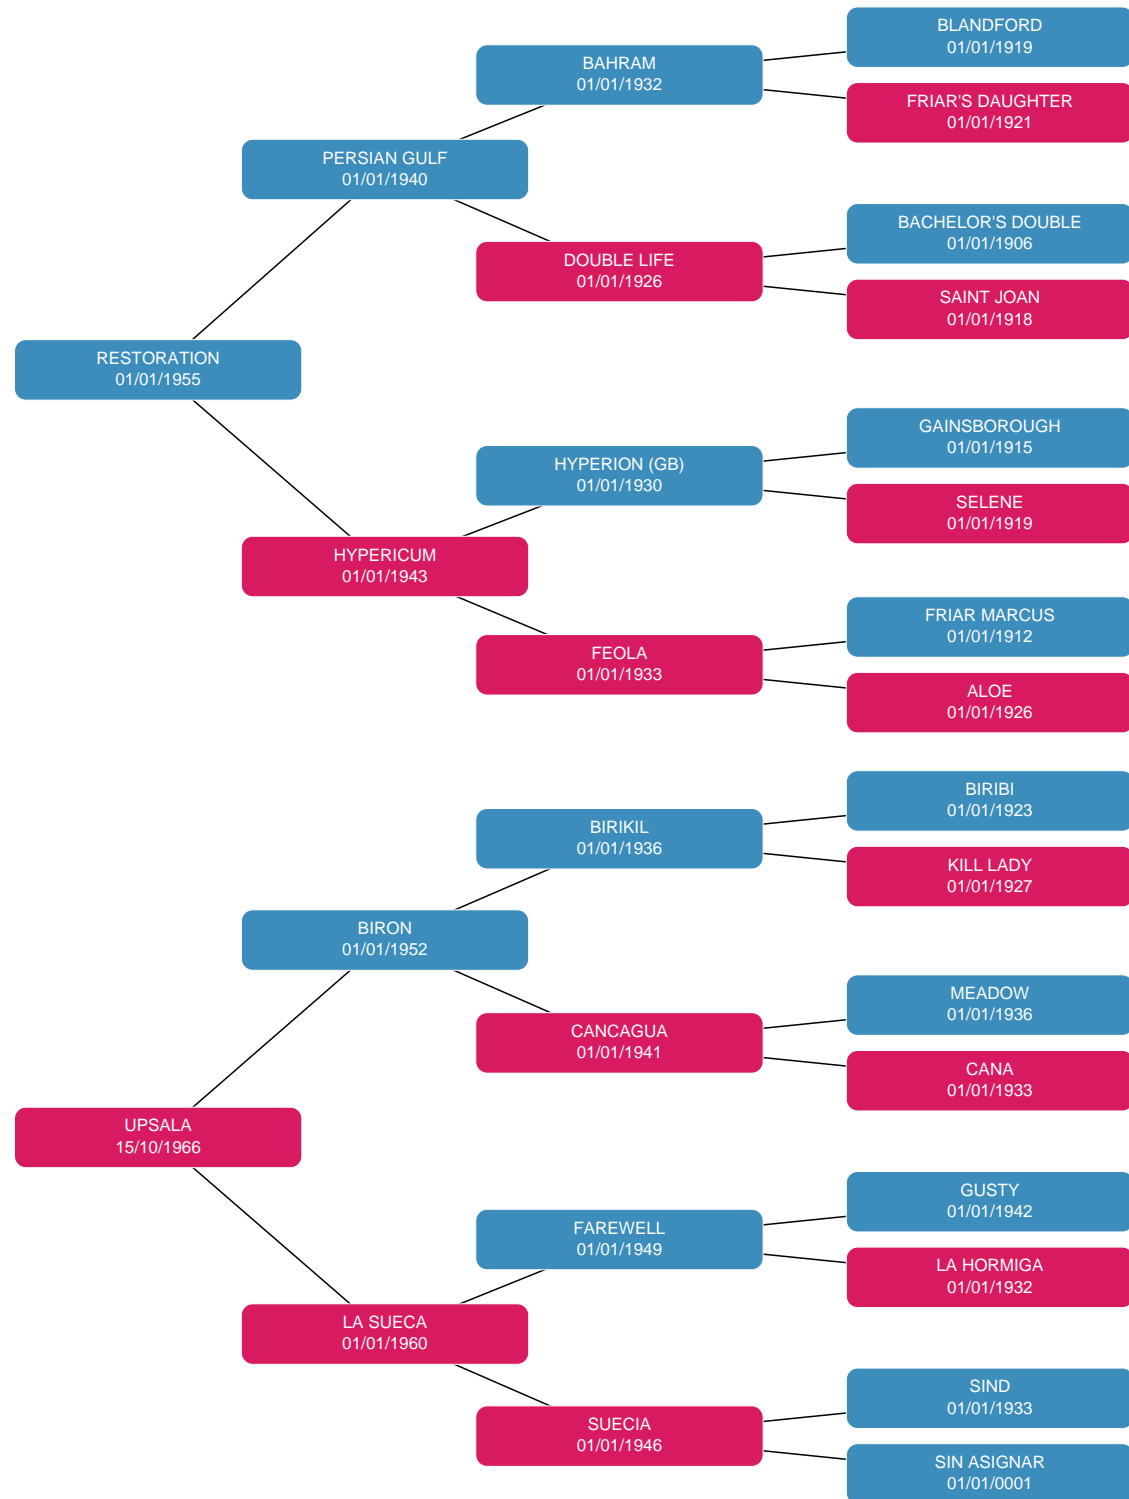 BLANDFORD
01/01/1919
BAHRAM
01/01/1932
FRIAR'S DAUGHTER
01/01/1921
PERSIAN GULF
01/01/1940
BACHELOR'S DOUBLE
01/01/1906
DOUBLE LIFE
01/01/1926
SAINT JOAN
01/01/1918
RESTORATION
01/01/1955
GAINSBOROUGH
01/01/1915
HYPERION (GB)
01/01/1930
SELENE
01/01/1919
HYPERICUM
01/01/1943
FRIAR MARCUS
01/01/1912
FEOLA
01/01/1933
ALOE
01/01/1926
BIRIBI
01/01/1923
BIRIKIL
01/01/1936
KILL LADY
01/01/1927
BIRON
01/01/1952
MEADOW
01/01/1936
CANCAGUA
01/01/1941
CANA
01/01/1933
UPSALA
15/10/1966
GUSTY
01/01/1942
FAREWELL
01/01/1949
LA HORMIGA
01/01/1932
LA SUECA
01/01/1960
SIND
01/01/1933
SUECIA
01/01/1946
SIN ASIGNAR
01/01/0001